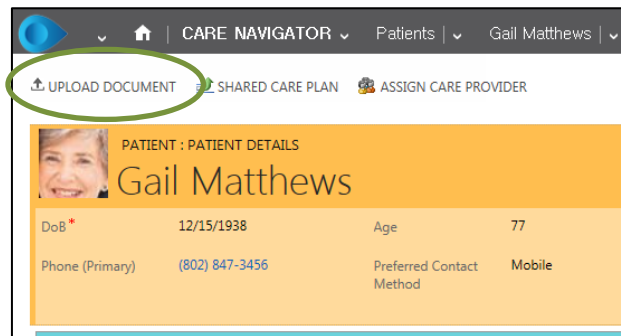 CARE NAVIGATOR Patients | Gail Matthews |
UPLOAD DOCUMENT SHARED CARE PLAN ASSIGN CARE PROVIDER
PATIENT : PATIENT DETAILS
Gail Matthews
DoB * 12/15/1938 Age 77
Phone (Primary) (802) 847-3456 Preferred Contact Mobile
Method